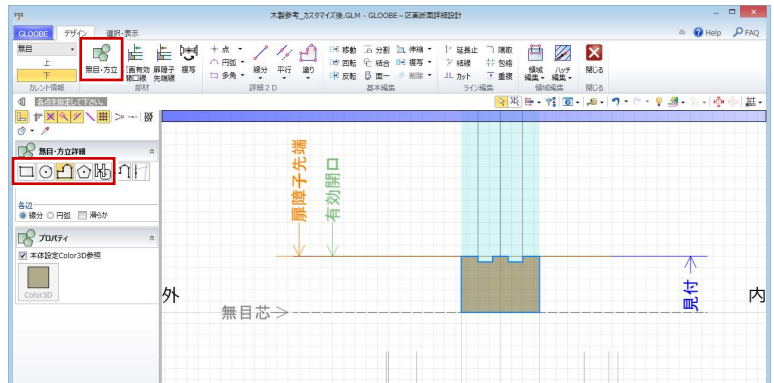 木製参考_カスタマイズ後.GLM - GLOOBE – 区画断面詳細設計
GLOOBE デザイン 選択・表示 Help FAQ
無目
上
下
カレント情報
無目・方立 有効開口線 扉障子先端線 複写
部材
点 円弧 多角 線分 平行 塗り
詳細2D
移動 分割 伸縮
回転 結合 複写
反転 面一 削除
基本編集
延長止 隅取
結線 包絡
カット 重複
ライン編集
領域編集 ハッチ編集
領域編集
閉じる
閉じる
各点を指定して下さい
無目・方立詳細
各辺
線分 円弧 滑らか
プロパティ
本体設定Color3D参照
Color3D
扉障子先端
有効開口
見付
外
内
無目芯